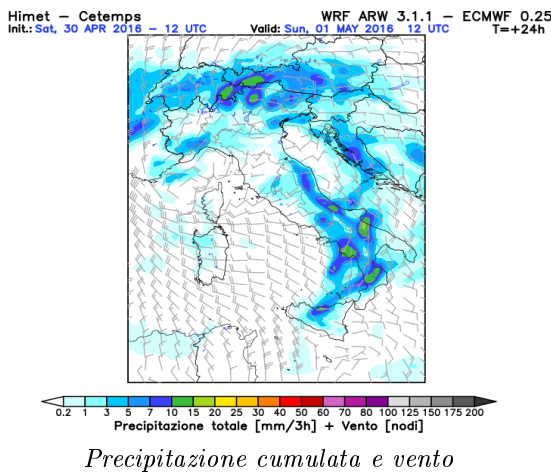 Himet – Cetemps WRF ARW 3.1.1 – ECMWF 0.25
Init.: Sat, 30 APR 2016 – 12 UTC Valid: Sun, 01 MAY 2016 12 UTC T=+24h
0.2 1 3 5 7 10 15 20 25 30 40 50 60 70 80 100 125 150 175 200
Precipitazione totale [mm/3h] + Vento [nodi]
Precipitazione cumulata e vento